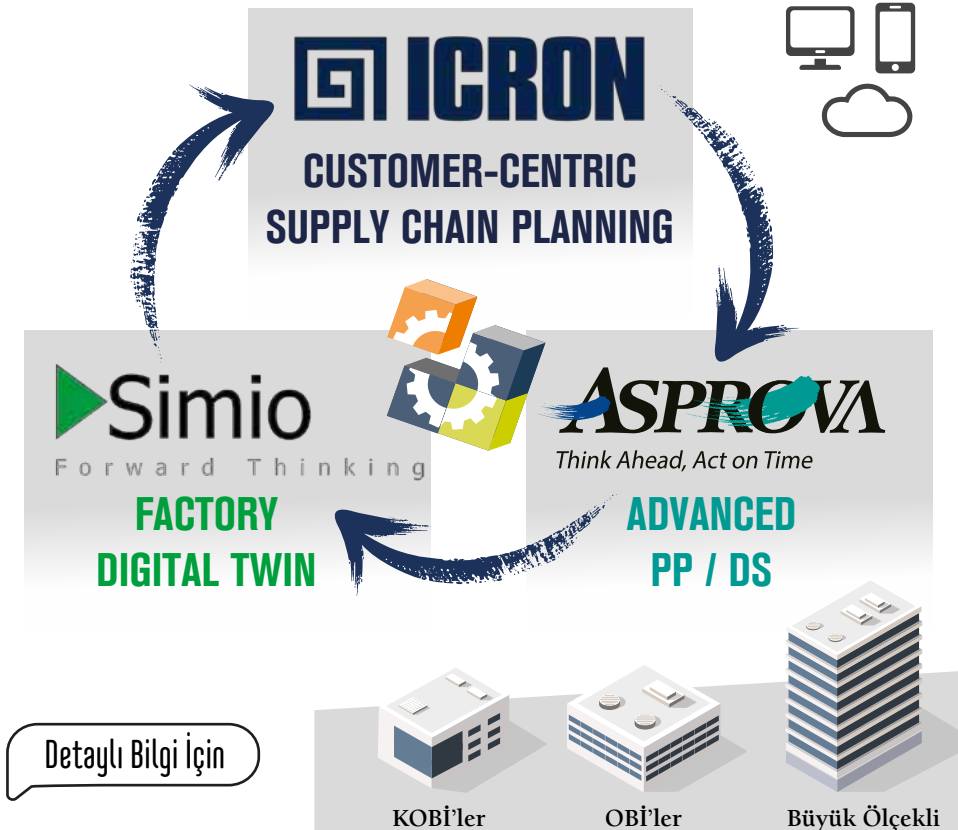 ICRON
CUSTOMER-CENTRIC
SUPPLY CHAIN PLANNING
Simio
Forward Thinking
FACTORY
DIGITAL TWIN
ASPROVA
Think Ahead, Act on Time
ADVANCED
PP / DS
Detaylı Bilgi İçin
KOBİ'ler
OBİ'ler
Büyük Ölçekli